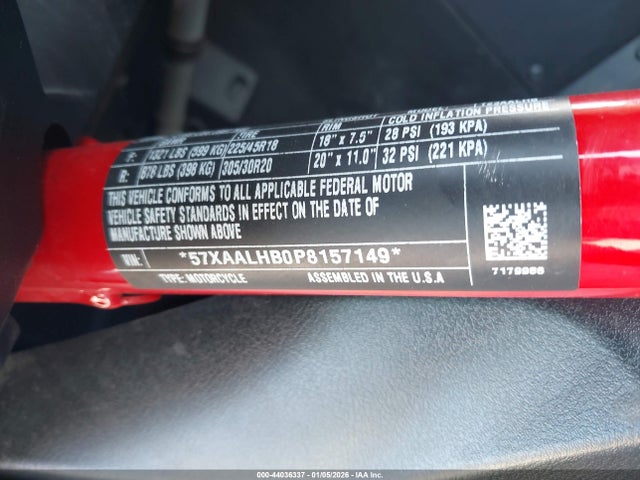 TIRE RIM COLD INFLATION PRESSURE
F: 1321 LBS (599 KG) 225/45R18 18" x 7.5" 28 PSI (193 KPA)
R: 878 LBS (398 KG) 305/30R20 20" x 11.0" 32 PSI (221 KPA)
THIS VEHICLE CONFORMS TO ALL APPLICABLE FEDERAL MOTOR
VEHICLE SAFETY STANDARDS IN EFFECT ON THE DATE OF
MANUFACTURE SHOWN ABOVE
VIN: *57XAALHB0P8157149*
TYPE: MOTORCYCLE ASSEMBLED IN THE U.S.A
7179986
000-44036337 - 01/05/2026 - IAA Inc.